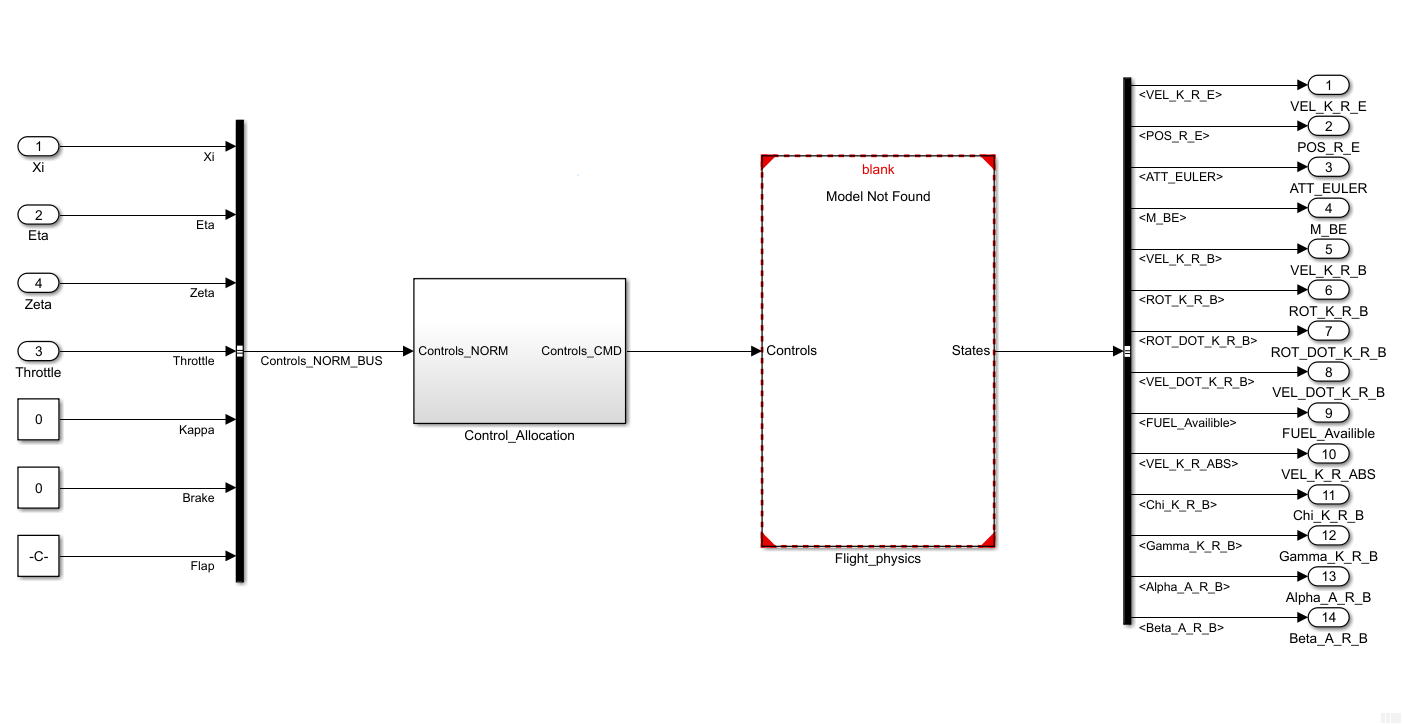 1
Xi
Xi
2
Eta
Eta
4
Zeta
Zeta
3
Throttle
Throttle
0
Kappa
0
Brake
-C-
Flap
Controls_NORM_BUS
Controls_NORM
Controls_CMD
Control_Allocation
blank
Model Not Found
Controls
States
Flight_physics
<VEL_K_R_E>
1
VEL_K_R_E
<POS_R_E>
2
POS_R_E
<ATT_EULER>
3
ATT_EULER
<M_BE>
4
M_BE
<VEL_K_R_B>
5
VEL_K_R_B
<ROT_K_R_B>
6
ROT_K_R_B
<ROT_DOT_K_R_B>
7
ROT_DOT_K_R_B
<VEL_DOT_K_R_B>
8
VEL_DOT_K_R_B
<FUEL_Availible>
9
FUEL_Availible
<VEL_K_R_ABS>
10
VEL_K_R_ABS
<Chi_K_R_B>
11
Chi_K_R_B
<Gamma_K_R_B>
12
Gamma_K_R_B
<Alpha_A_R_B>
13
Alpha_A_R_B
<Beta_A_R_B>
14
Beta_A_R_B